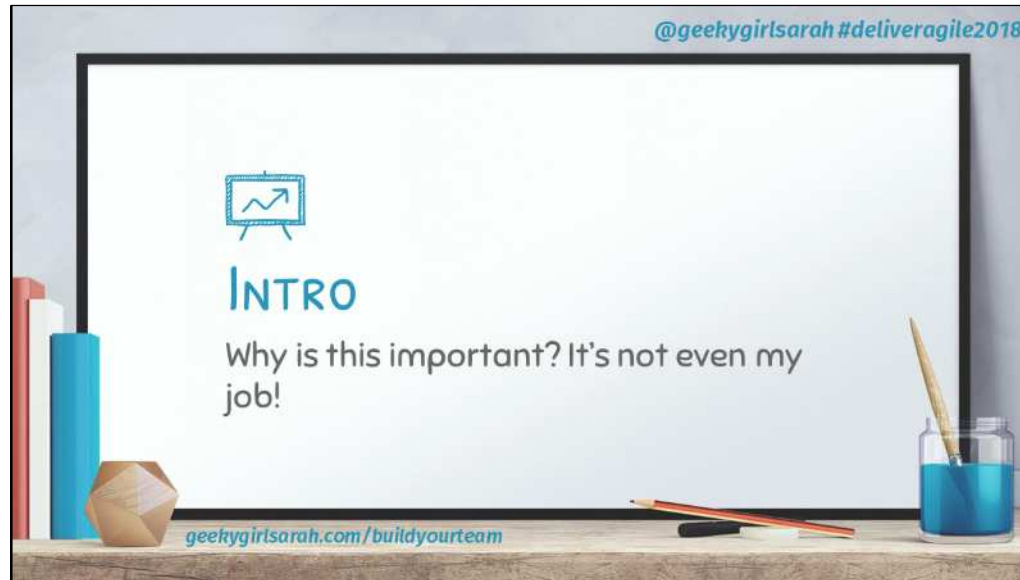 @geekygirlsarah #deliveragile2018
Intro
Why is this important? It's not even my
job!
geekygirlsarah.com/buildyourteam